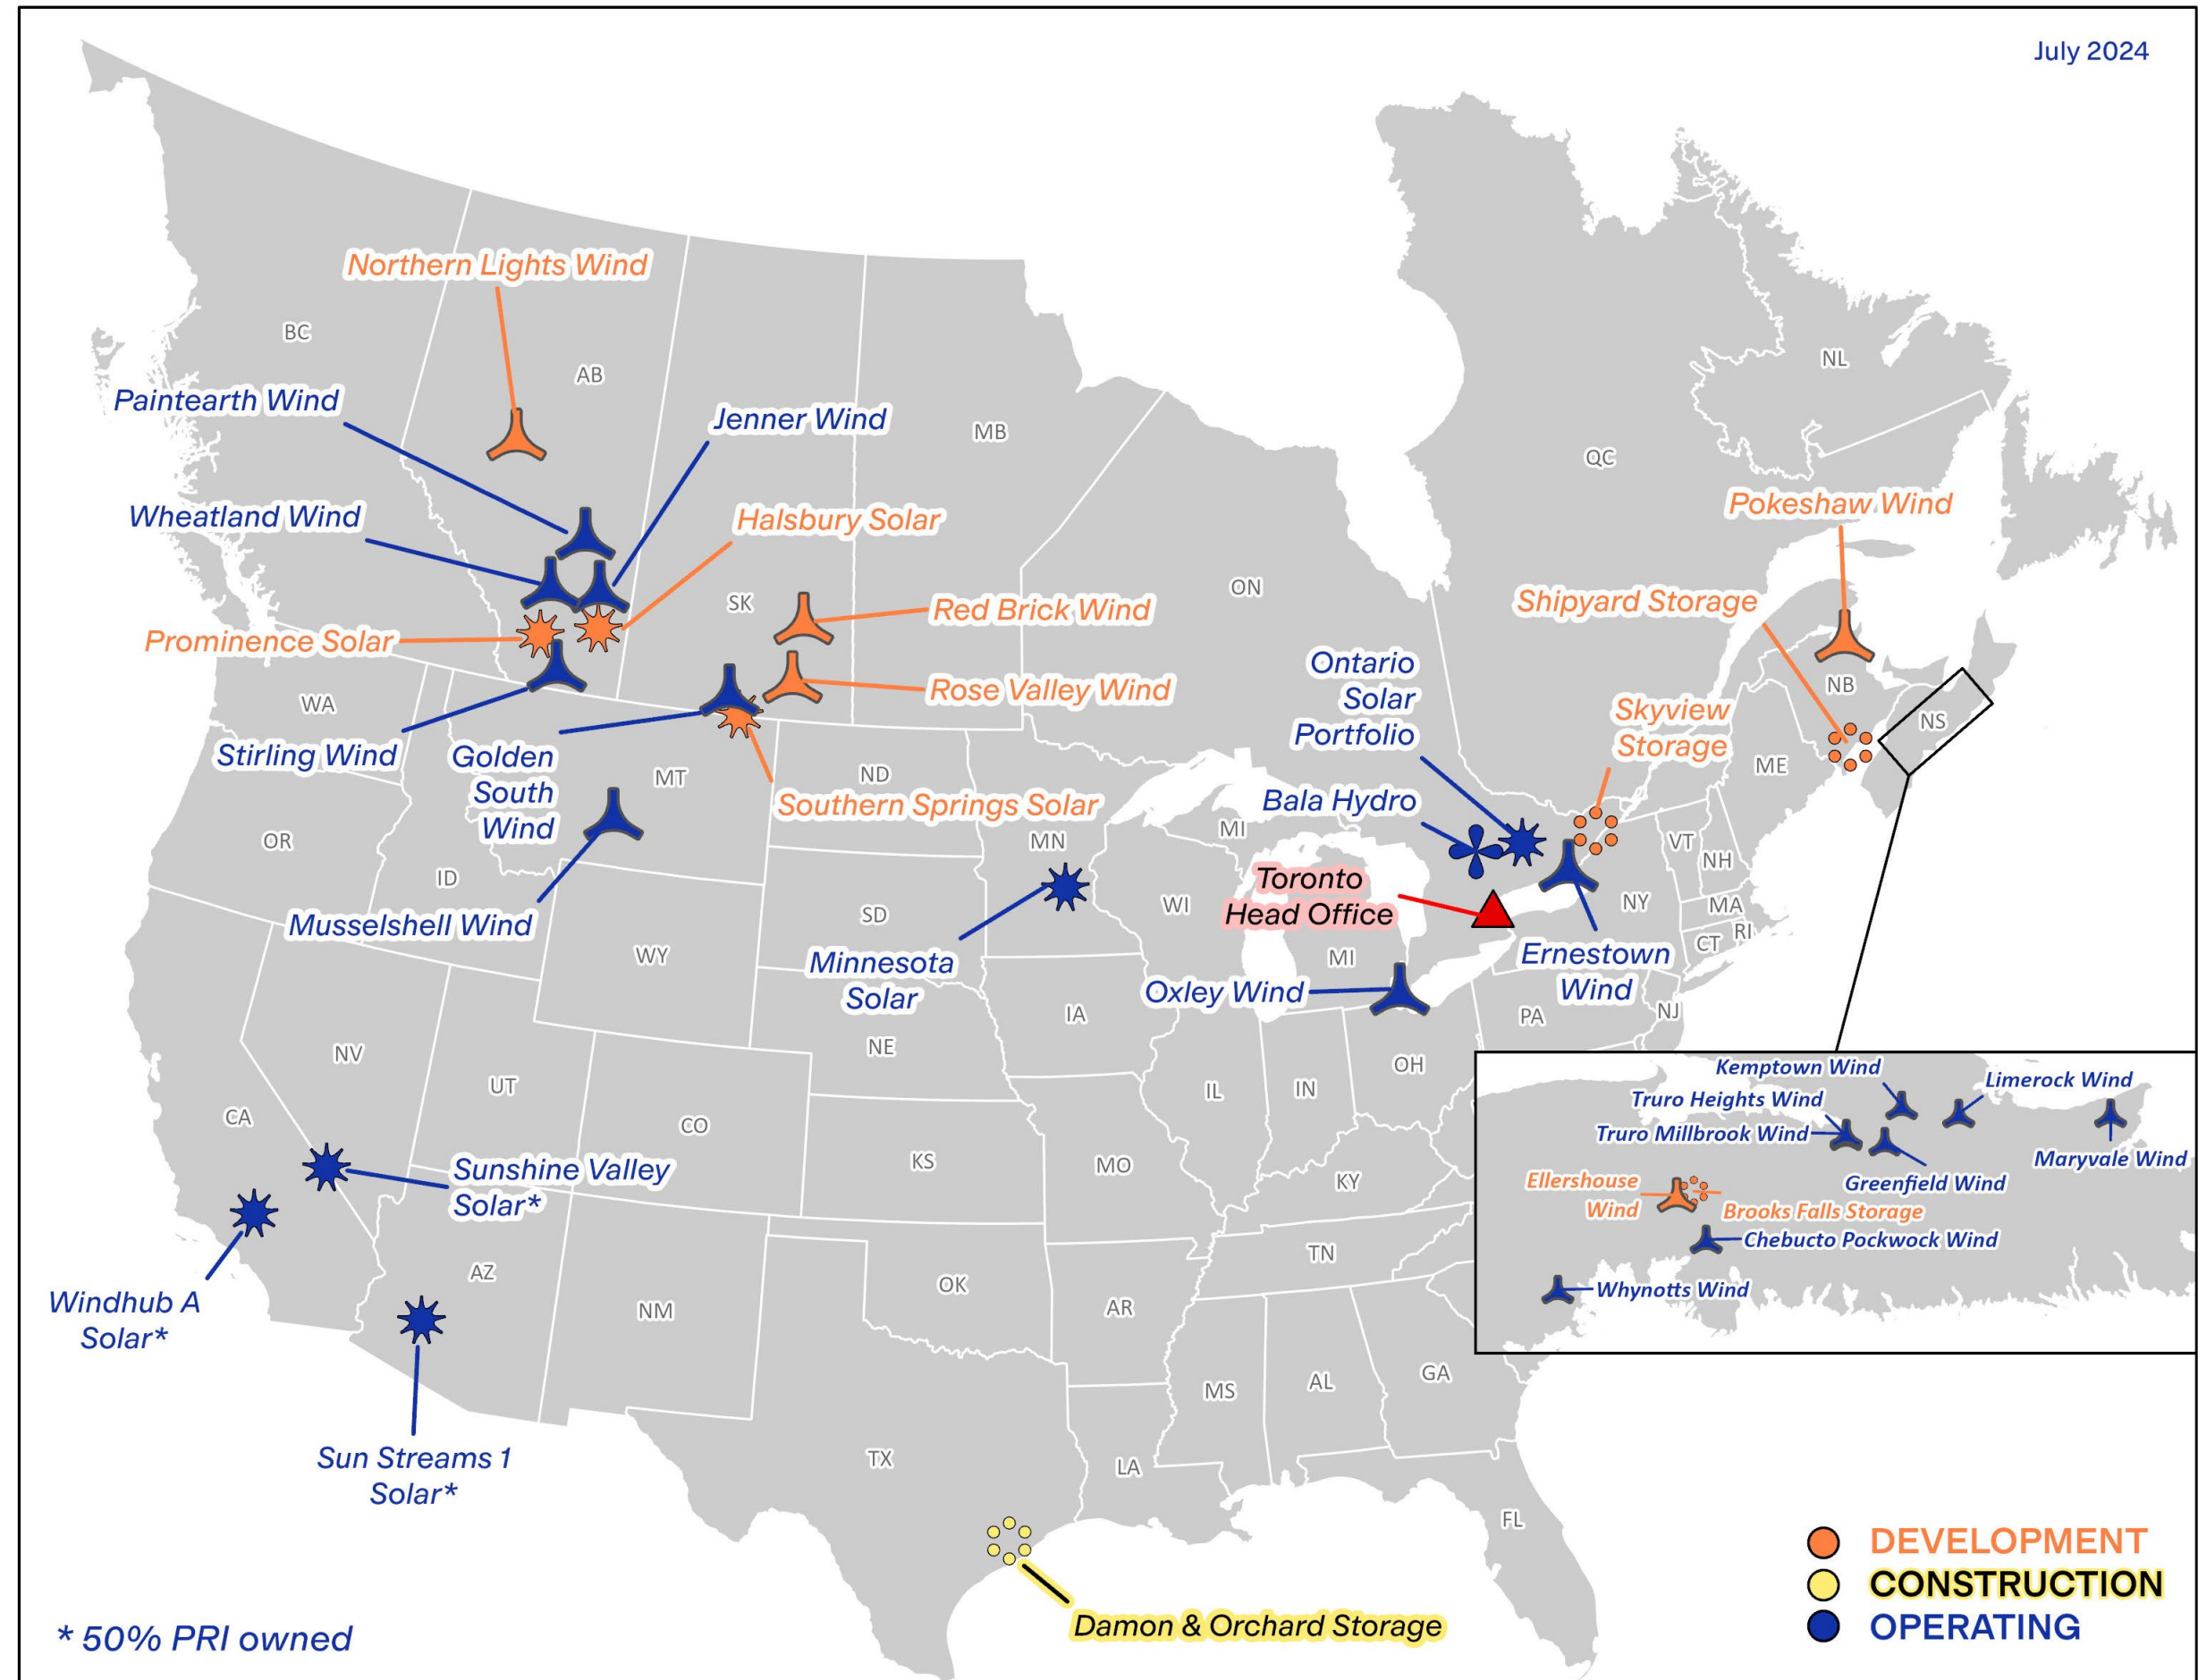 July 2024
Northern Lights Wind
BC
AB
NL
Paintearth Wind
Jenner Wind
MB
QC
Wheatland Wind
Halsbury Solar
Pokeshaw Wind
ON
SK
Red Brick Wind
Shipyard Storage
Prominence Solar
Rose Valley Wind
Ontario
Solar
Portfolio
Skyview
Storage
NB
NS
WA
Stirling Wind
Golden
South
Wind
MT
ND
Southern Springs Solar
ME
Bala Hydro
OR
MN
MI
VT
NH
ID
Toronto
Head Office
Musselshell Wind
SD
WI
NY
MA
RI
CT
WY
Minnesota
Solar
MI
Ernestown
Wind
Oxley Wind
IA
PA
NJ
NV
NE
UT
OH
IL
IN
CA
CO
KS
MO
KY
Kemptown Wind
Limerock Wind
Truro Heights Wind
Truro Millbrook Wind
Maryvale Wind
Greenfield Wind
Ellershouse
Wind
Brooks Falls Storage
Chebucto Pockwock Wind
Whynotts Wind
Sunshine Valley
Solar*
TN
AZ
OK
NM
AR
Windhub A
Solar*
MS
AL
GA
Sun Streams 1
Solar*
TX
LA
FL
DEVELOPMENT
CONSTRUCTION
OPERATING
Damon & Orchard Storage
* 50% PRI owned